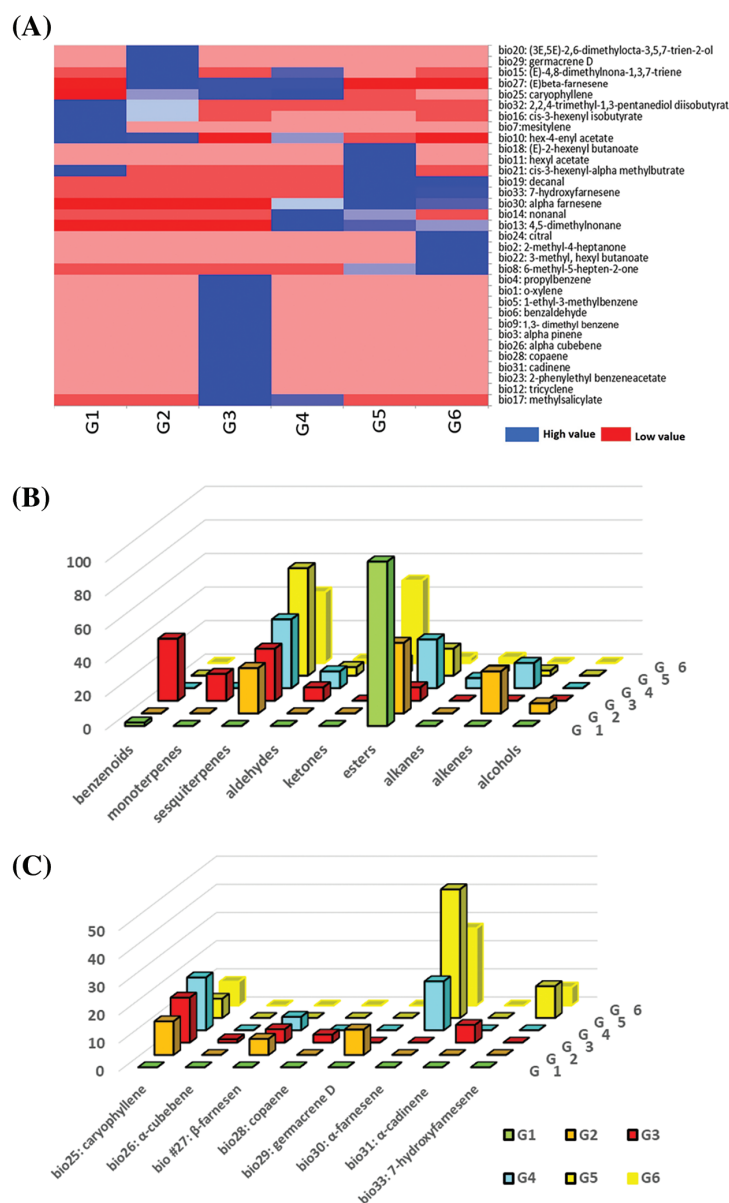 (A)
bio20: (3E,5E)-2,6-dimethylocta-3,5,7-trien-2-ol
bio29: germacrene D
bio15: (E)-4,8-dimethylnona-1,3,7-triene
bio27: (E)beta-farnesene
bio25: caryophyllene
bio32: 2,2,4-trimethyl-1,3-pentanediol diisobutyrat
bio16: cis-3-hexenyl isobutyrate
bio7:mesitylene
bio10: hex-4-enyl acetate
bio18: (E)-2-hexenyl butanoate
bio11: hexyl acetate
bio21: cis-3-hexenyl-alpha methylbutrate
bio19: decanal
bio33: 7-hydroxyfarnesene
bio30: alpha farnesene
bio14: nonanal
bio13: 4,5-dimethylnonane
bio24: citral
bio2: 2-methyl-4-heptanone
bio22: 3-methyl, hexyl butanoate
bio8: 6-methyl-5-hepten-2-one
bio4: propylbenzene
bio1: o-xylene
bio5: 1-ethyl-3-methylbenzene
bio6: benzaldehyde
bio9: 1,3- dimethyl benzene
bio3: alpha pinene
bio26: alpha cubebene
bio28: copaene
bio31: cadinene
bio23: 2-phenylethyl benzeneacetate
bio12: tricyclene
bio17: methylsalicylate
G1 G2 G3 G4 G5 G6
High value Low value
(B)
100
80
60
40
20
0
G 6
G 5
G 4
G 3
G 2
G 1
benzenoids
monoterpenes
sesquiterpenes
aldehydes
ketones
esters
alkanes
alkenes
alcohols
(C)
50
40
30
20
10
0
G 6
G 5
G 4
G 3
G 2
G 1
bio25: caryophyllene
bio26: α-cubebene
bio #27: β-farnesen
bio28: copaene
bio29: germacrene D
bio30: α-farnesene
bio31: α-cadinene
bio33: 7-hydroxyfarnesene
G1 G2 G3
G4 G5 G6